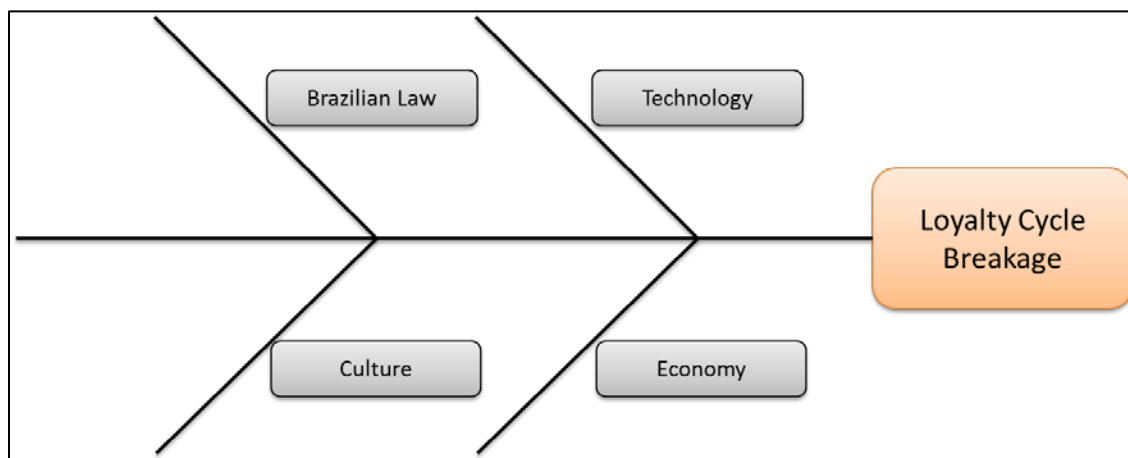 Brazilian Law
Technology
Loyalty Cycle
Breakage
Culture
Economy